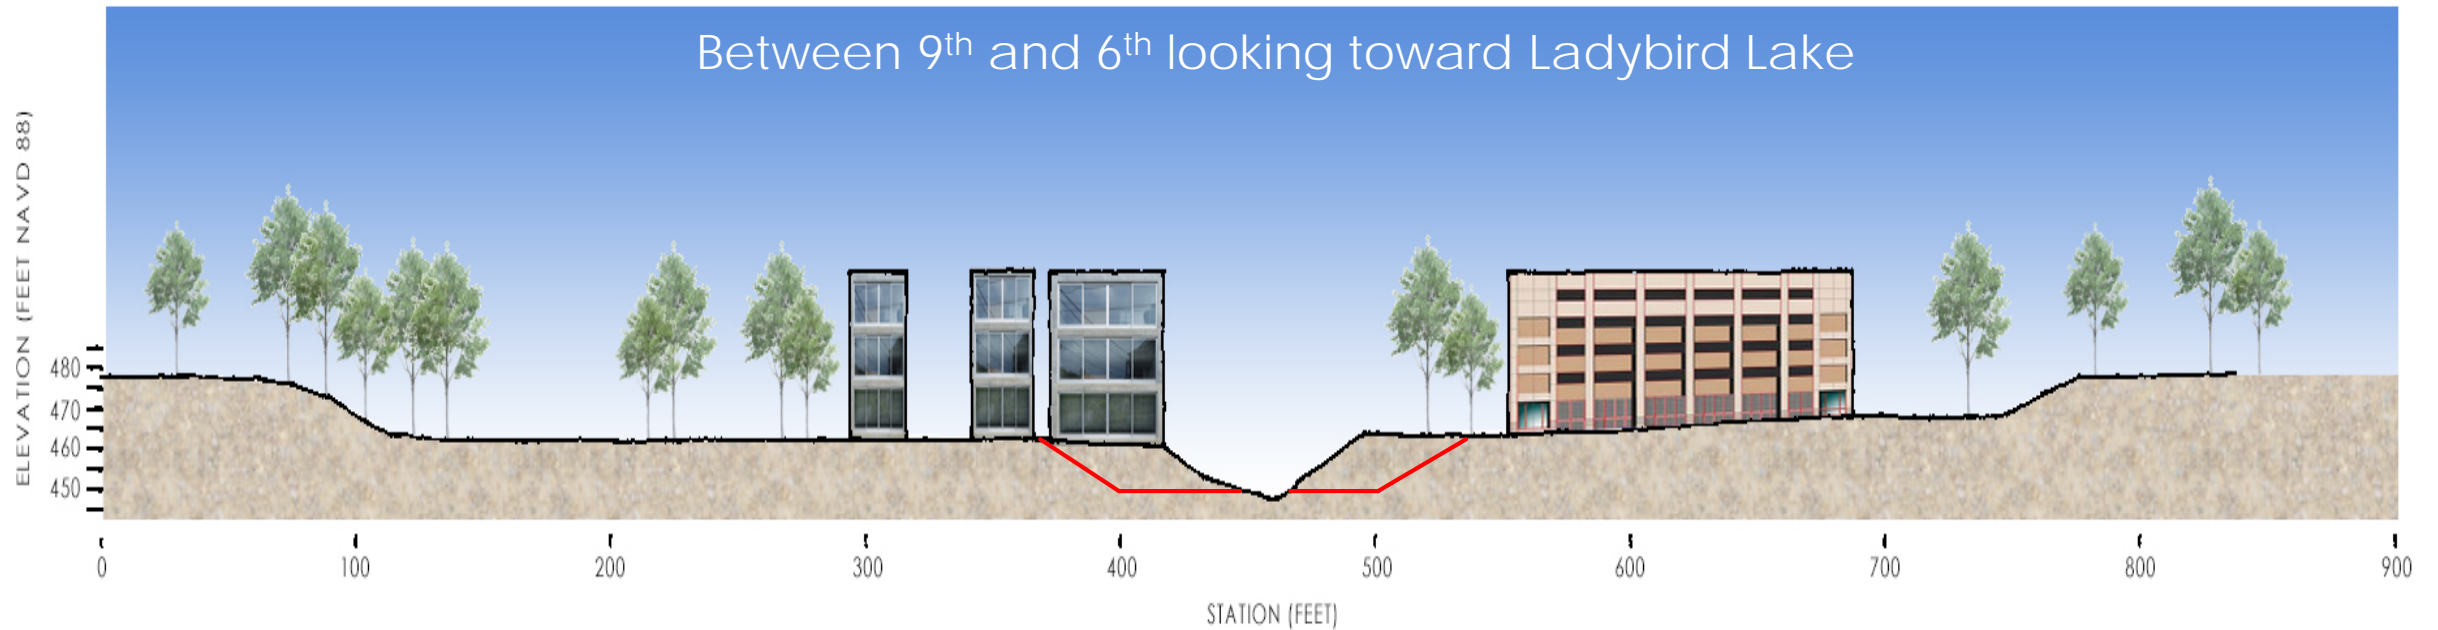 Between 9th and 6th looking toward Ladybird Lake
ELEVATION (FEET NAVD 88)
480
470
460
450
0 100 200 300 400 500 600 700 800 900
STATION (FEET)